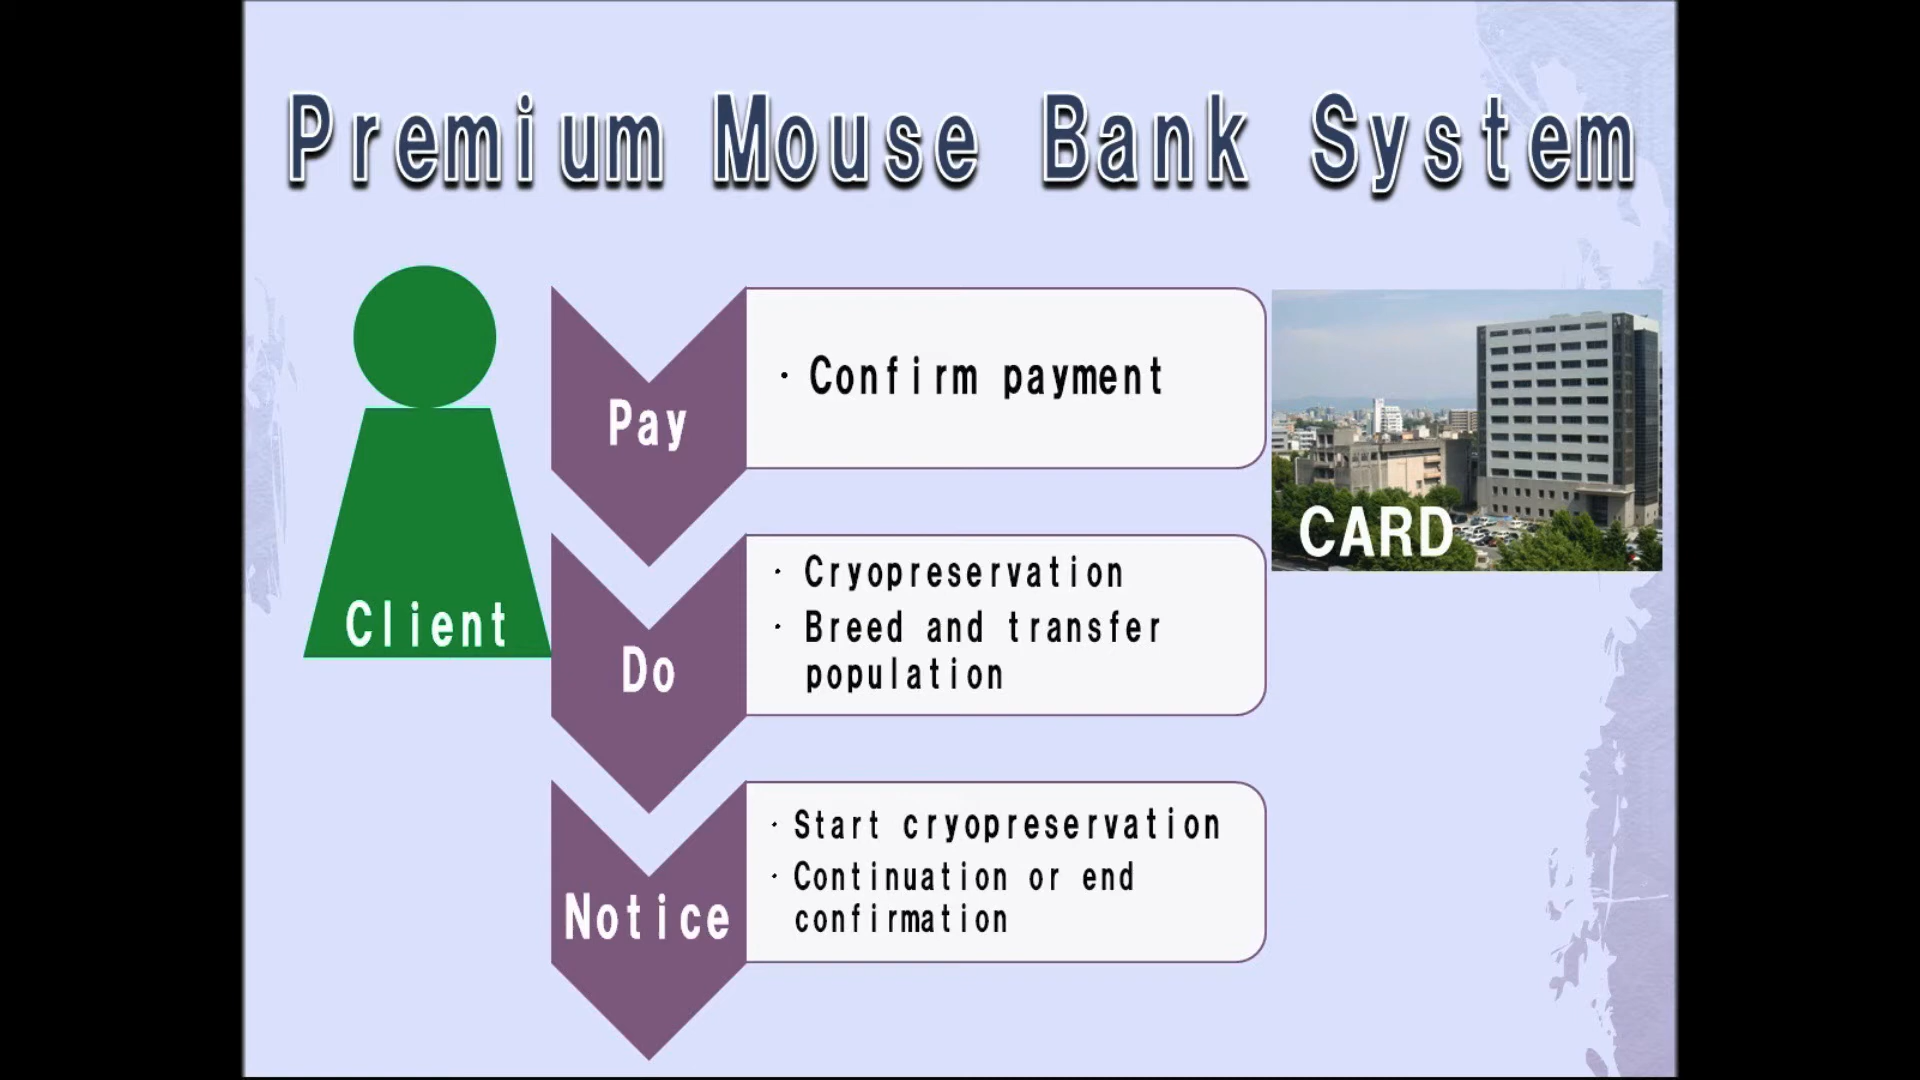 Premium Mouse Bank System
Client
Pay
・Confirm payment
CARD
Do
・Cryopreservation
・Breed and transfer
population
Notice
・Start cryopreservation
・Continuation or end
confirmation